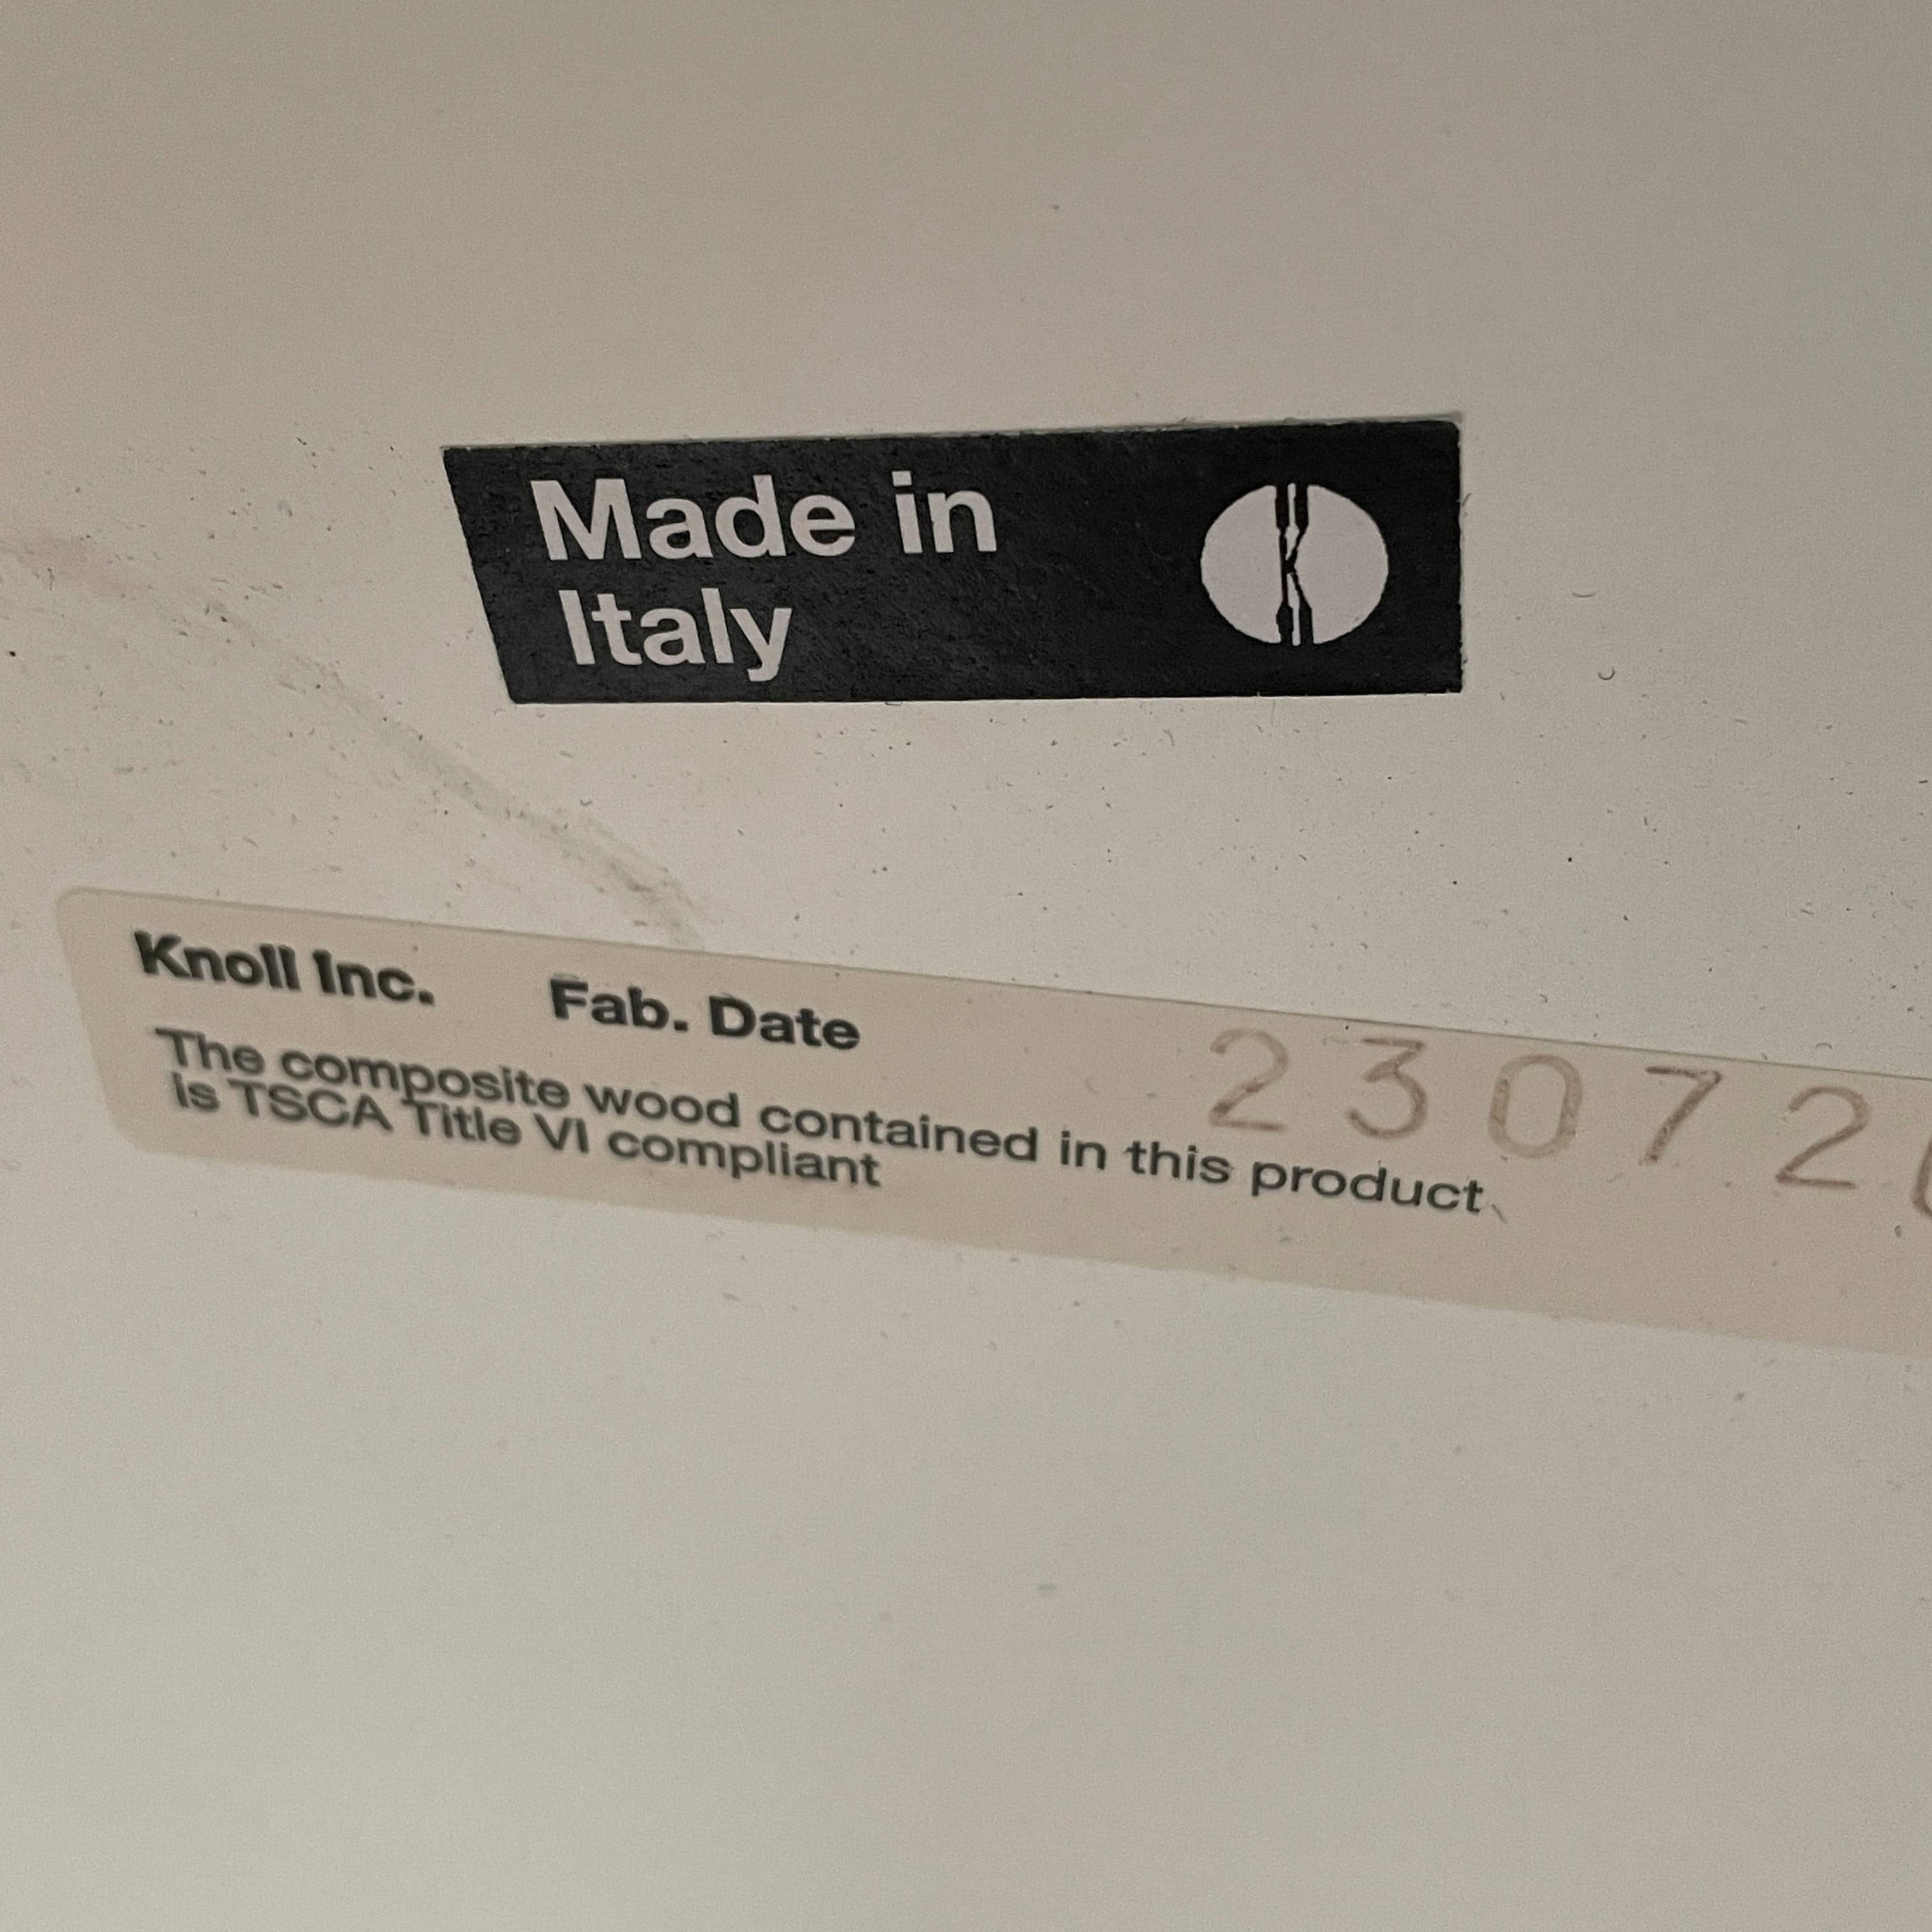 Made in
Italy
K
Knoll Inc. Fab. Date 23072
The composite wood contained in this product
is TSCA Title VI compliant